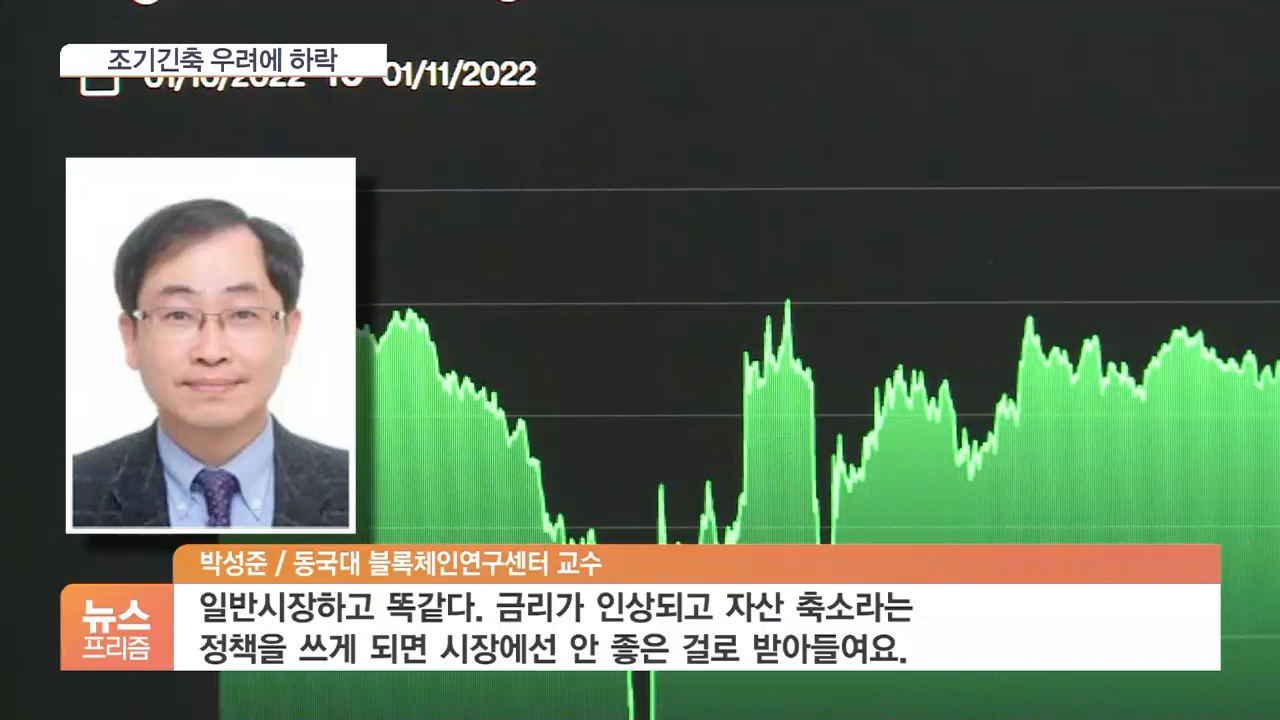 조기긴축 우려에 하락
01/11/2022
박성준 / 동국대 블록체인연구센터 교수
뉴스
프리즘
일반시장하고 똑같다. 금리가 인상되고 자산 축소라는
정책을 쓰게 되면 시장에선 안 좋은 걸로 받아들여요.